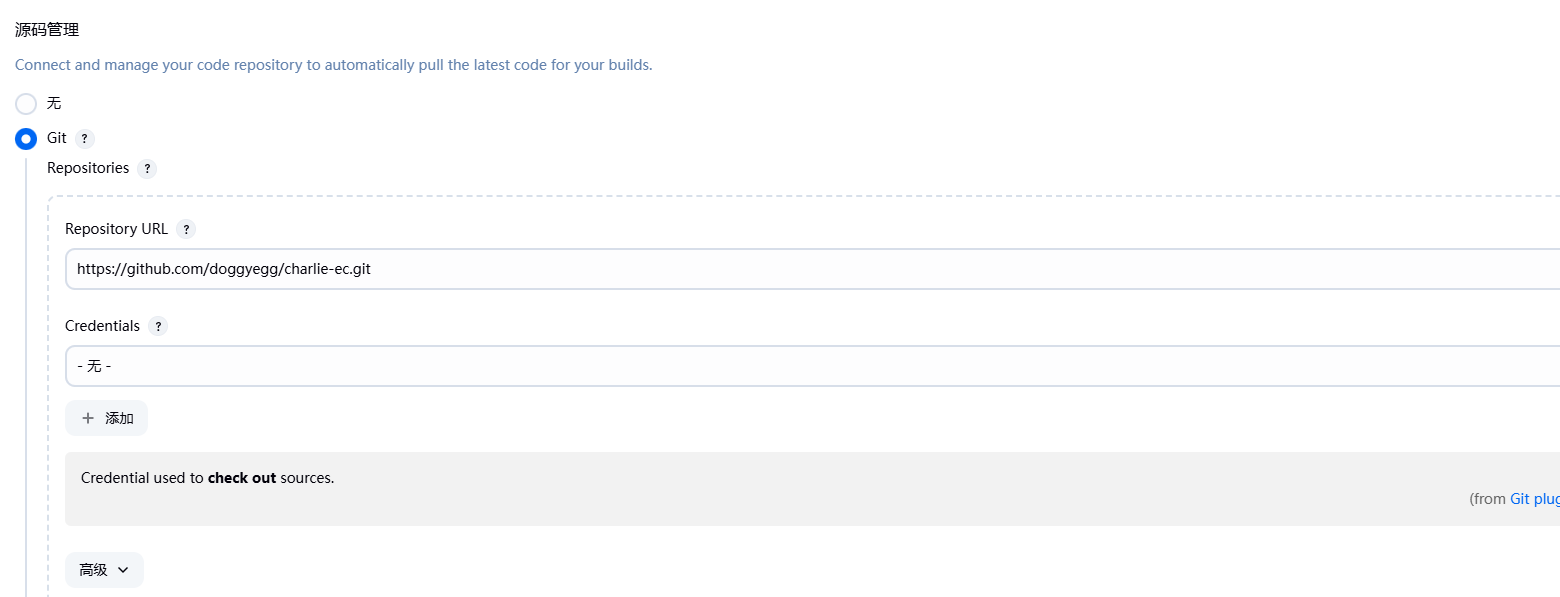 源码管理
Connect and manage your code repository to automatically pull the latest code for your builds.
无
Git ?
Repositories ?
Repository URL ?
https://github.com/doggyegg/charlie-ec.git
Credentials ?
- 无 -
+ 添加
Credential used to check out sources.
(from Git plug
高级